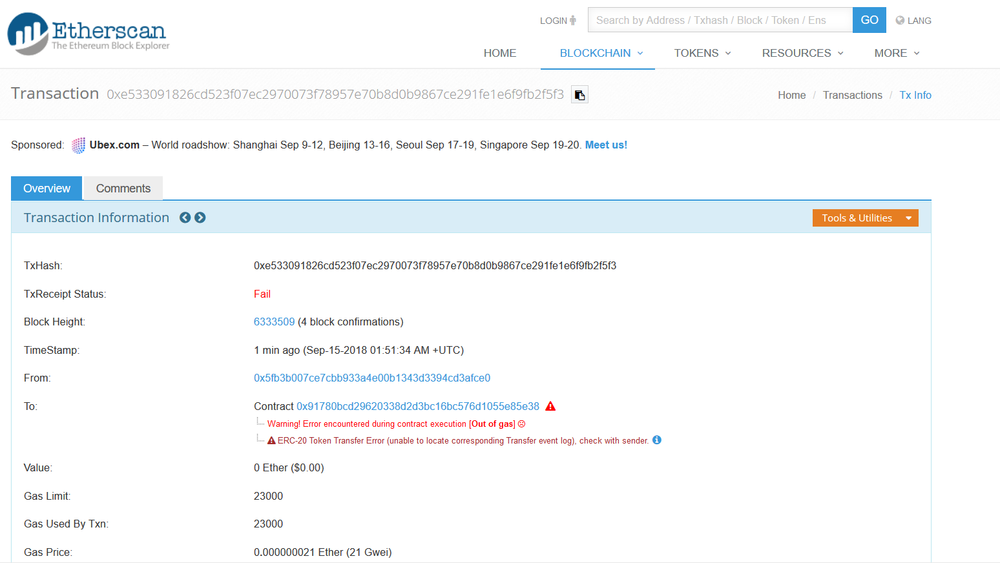 Etherscan
The Ethereum Block Explorer
LOGIN
Search by Address / Txhash / Block / Token / Ens
GO
LANG
HOME
BLOCKCHAIN
TOKENS
RESOURCES
MORE
Transaction 0xe533091826cd523f07ec2970073f78957e70b8d0b9867ce291fe1e6f9fb2f5f3
Home / Transactions / Tx Info
Sponsored: Ubex.com – World roadshow: Shanghai Sep 9-12, Beijing 13-16, Seoul Sep 17-19, Singapore Sep 19-20. Meet us!
Overview
Comments
Transaction Information
Tools & Utilities
TxHash: 0xe533091826cd523f07ec2970073f78957e70b8d0b9867ce291fe1e6f9fb2f5f3
TxReceipt Status: Fail
Block Height: 6333509 (4 block confirmations)
TimeStamp: 1 min ago (Sep-15-2018 01:51:34 AM +UTC)
From: 0x5fb3b007ce7cbb933a4e00b1343d3394cd3afce0
To: Contract 0x91780bcd29620338d2d3bc16bc576d1055e85e38
Warning! Error encountered during contract execution [Out of gas]
ERC-20 Token Transfer Error (unable to locate corresponding Transfer event log), check with sender.
Value: 0 Ether ($0.00)
Gas Limit: 23000
Gas Used By Txn: 23000
Gas Price: 0.000000021 Ether (21 Gwei)